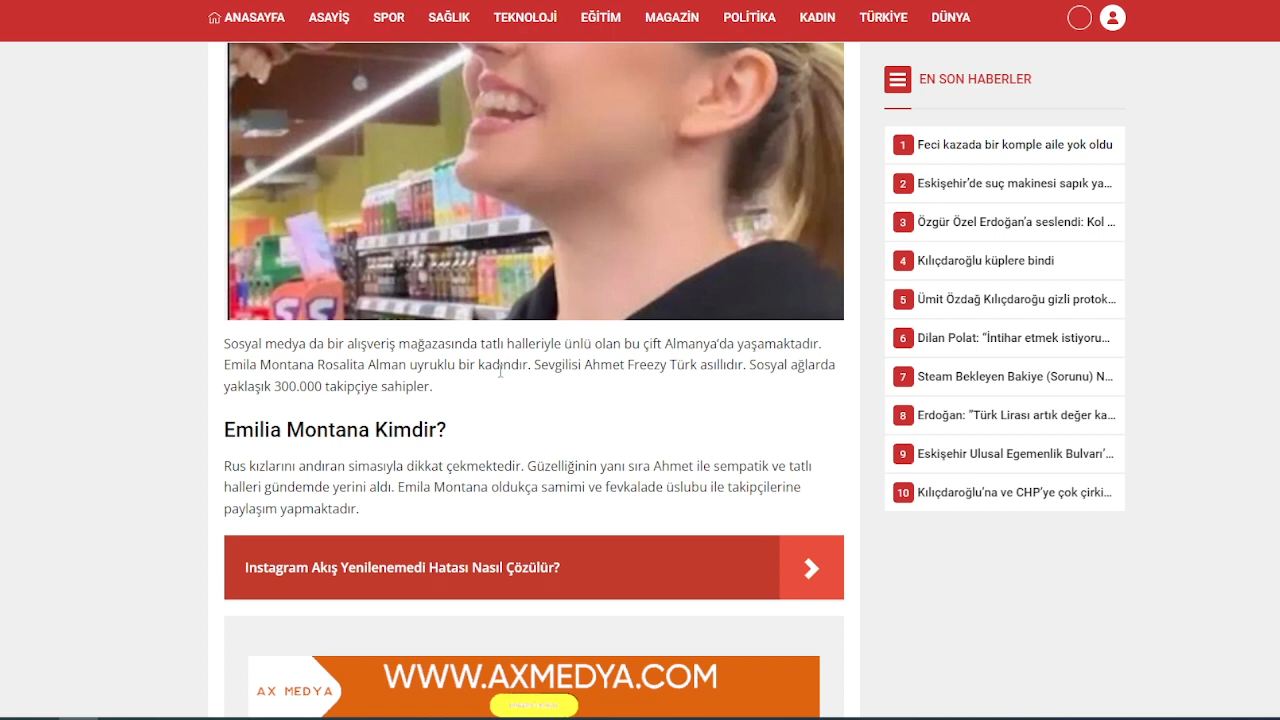 ANASAYFA ASAYİŞ SPOR SAĞLIK TEKNOLOJİ EĞİTİM MAGAZİN POLİTİKA KADIN TÜRKİYE DÜNYA
Sosyal medya da bir alışveriş mağazasında tatlı halleriyle ünlü olan bu çift Almanya’da yaşamaktadır.
Emila Montana Rosalita Alman uyruklu bir kadındır. Sevgilisi Ahmet Freezy Türk asıllıdır. Sosyal ağlarda
yaklaşık 300.000 takipçiye sahipler.
Emilia Montana Kimdir?
Rus kızlarını andıran simasıyla dikkat çekmektedir. Güzelliğinin yanı sıra Ahmet ile sempatik ve tatlı
halleri gündemde yerini aldı. Emila Montana oldukça samimi ve fevkalade üslubu ile takipçilerine
paylaşım yapmaktadır.
Instagram Akış Yenilenemedi Hatası Nasıl Çözülür?
AX MEDYA
WWW.AXMEDYA.COM
EN SON HABERLER
1 Feci kazada bir komple aile yok oldu
2 Eskişehir’de suç makinesi sapık ya...
3 Özgür Özel Erdoğan’a seslendi: Kol ...
4 Kılıçdaroğlu küplere bindi
5 Ümit Özdağ Kılıçdaroğu gizli protok...
6 Dilan Polat: “İntihar etmek istiyoru...
7 Steam Bekleyen Bakiye (Sorunu) N...
8 Erdoğan: “Türk Lirası artık değer ka...
9 Eskişehir Ulusal Egemenlik Bulvarı’...
10 Kılıçdaroğlu’na ve CHP’ye çok çirki...